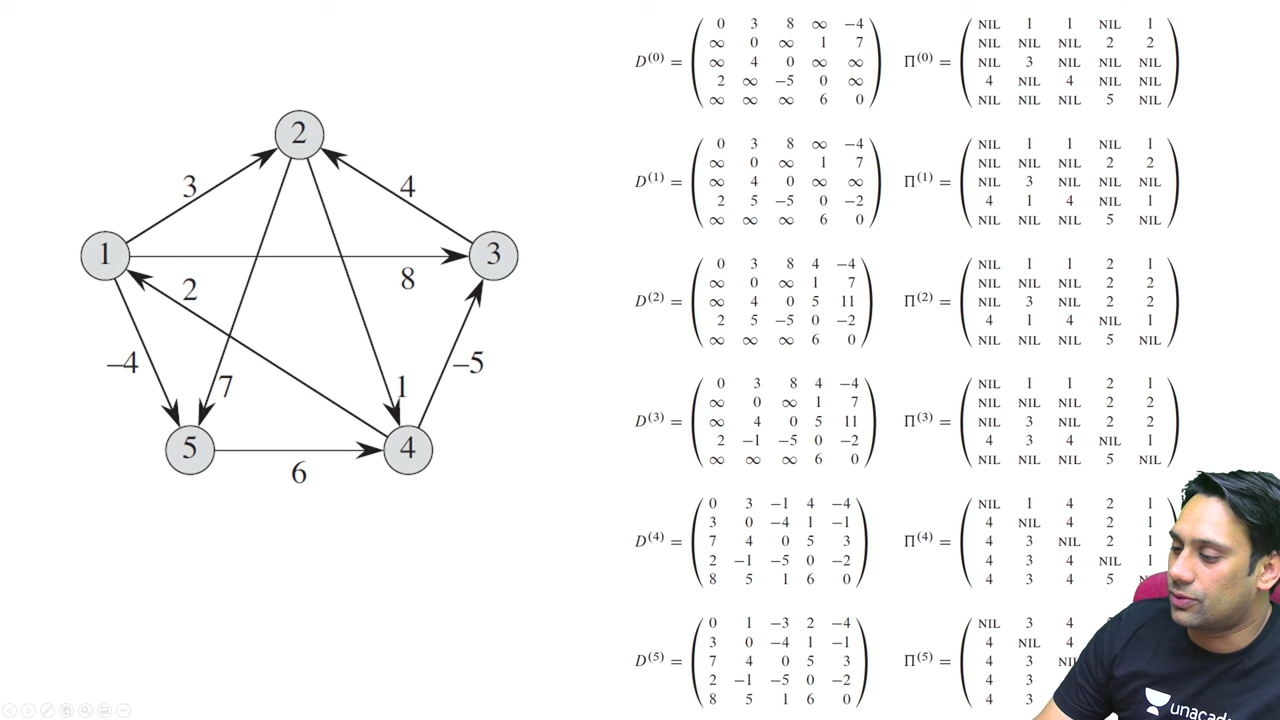 2
3
4
1
3
8
2
–4
–5
7
1
5
4
6
D(0) =
0 3 8 ∞ −4
∞ 0 ∞ 1 7
∞ 4 0 ∞ ∞
2 ∞ −5 0 ∞
∞ ∞ ∞ 6 0
Π(0) =
NIL 1 1 NIL 1
NIL NIL NIL 2 2
NIL 3 NIL NIL NIL
4 NIL 4 NIL NIL
NIL NIL NIL 5 NIL
D(1) =
0 3 8 ∞ −4
∞ 0 ∞ 1 7
∞ 4 0 ∞ ∞
2 5 −5 0 −2
∞ ∞ ∞ 6 0
Π(1) =
NIL 1 1 NIL 1
NIL NIL NIL 2 2
NIL 3 NIL NIL NIL
4 1 4 NIL 1
NIL NIL NIL 5 NIL
D(2) =
0 3 8 4 −4
∞ 0 ∞ 1 7
∞ 4 0 5 11
2 5 −5 0 −2
∞ ∞ ∞ 6 0
Π(2) =
NIL 1 1 2 1
NIL NIL NIL 2 2
NIL 3 NIL 2 2
4 1 4 NIL 1
NIL NIL NIL 5 NIL
D(3) =
0 3 8 4 −4
∞ 0 ∞ 1 7
∞ 4 0 5 11
2 −1 −5 0 −2
∞ ∞ ∞ 6 0
Π(3) =
NIL 1 1 2 1
NIL NIL NIL 2 2
NIL 3 NIL 2 2
4 3 4 NIL 1
NIL NIL NIL 5 NIL
D(4) =
0 3 −1 4 −4
3 0 −4 1 −1
7 4 0 5 3
2 −1 −5 0 −2
8 5 1 6 0
Π(4) =
NIL 1 4 2 1
4 NIL 4 2 1
4 3 NIL 2 1
4 3 4 NIL 1
4 3 4 5
D(5) =
0 1 −3 2 −4
3 0 −4 1 −1
7 4 0 5 3
2 −1 −5 0 −2
8 5 1 6 0
Π(5) =
NIL 3 4
4 NIL 4
4 3
4 3
4 3